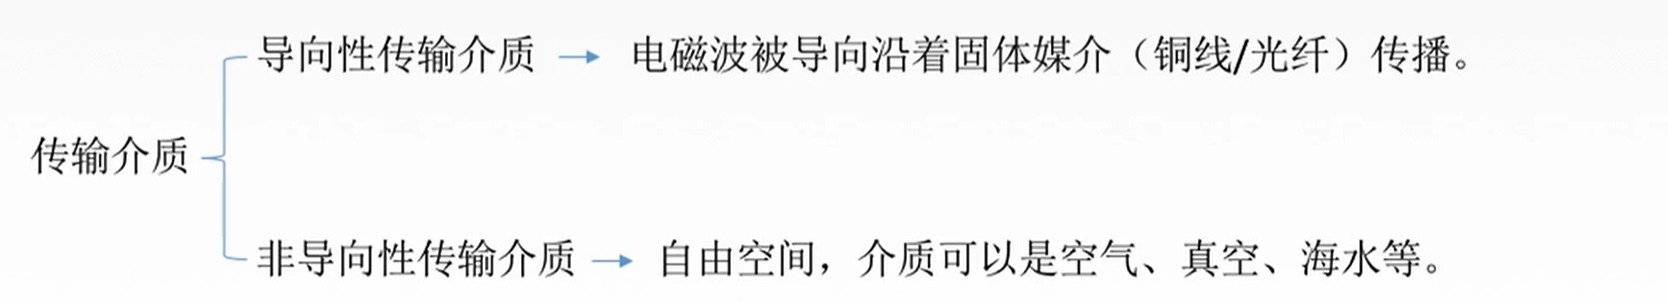 导向性传输介质 → 电磁波被导向沿着固体媒介（铜线/光纤）传播。
传输介质
非导向性传输介质 → 自由空间，介质可以是空气、真空、海水等。